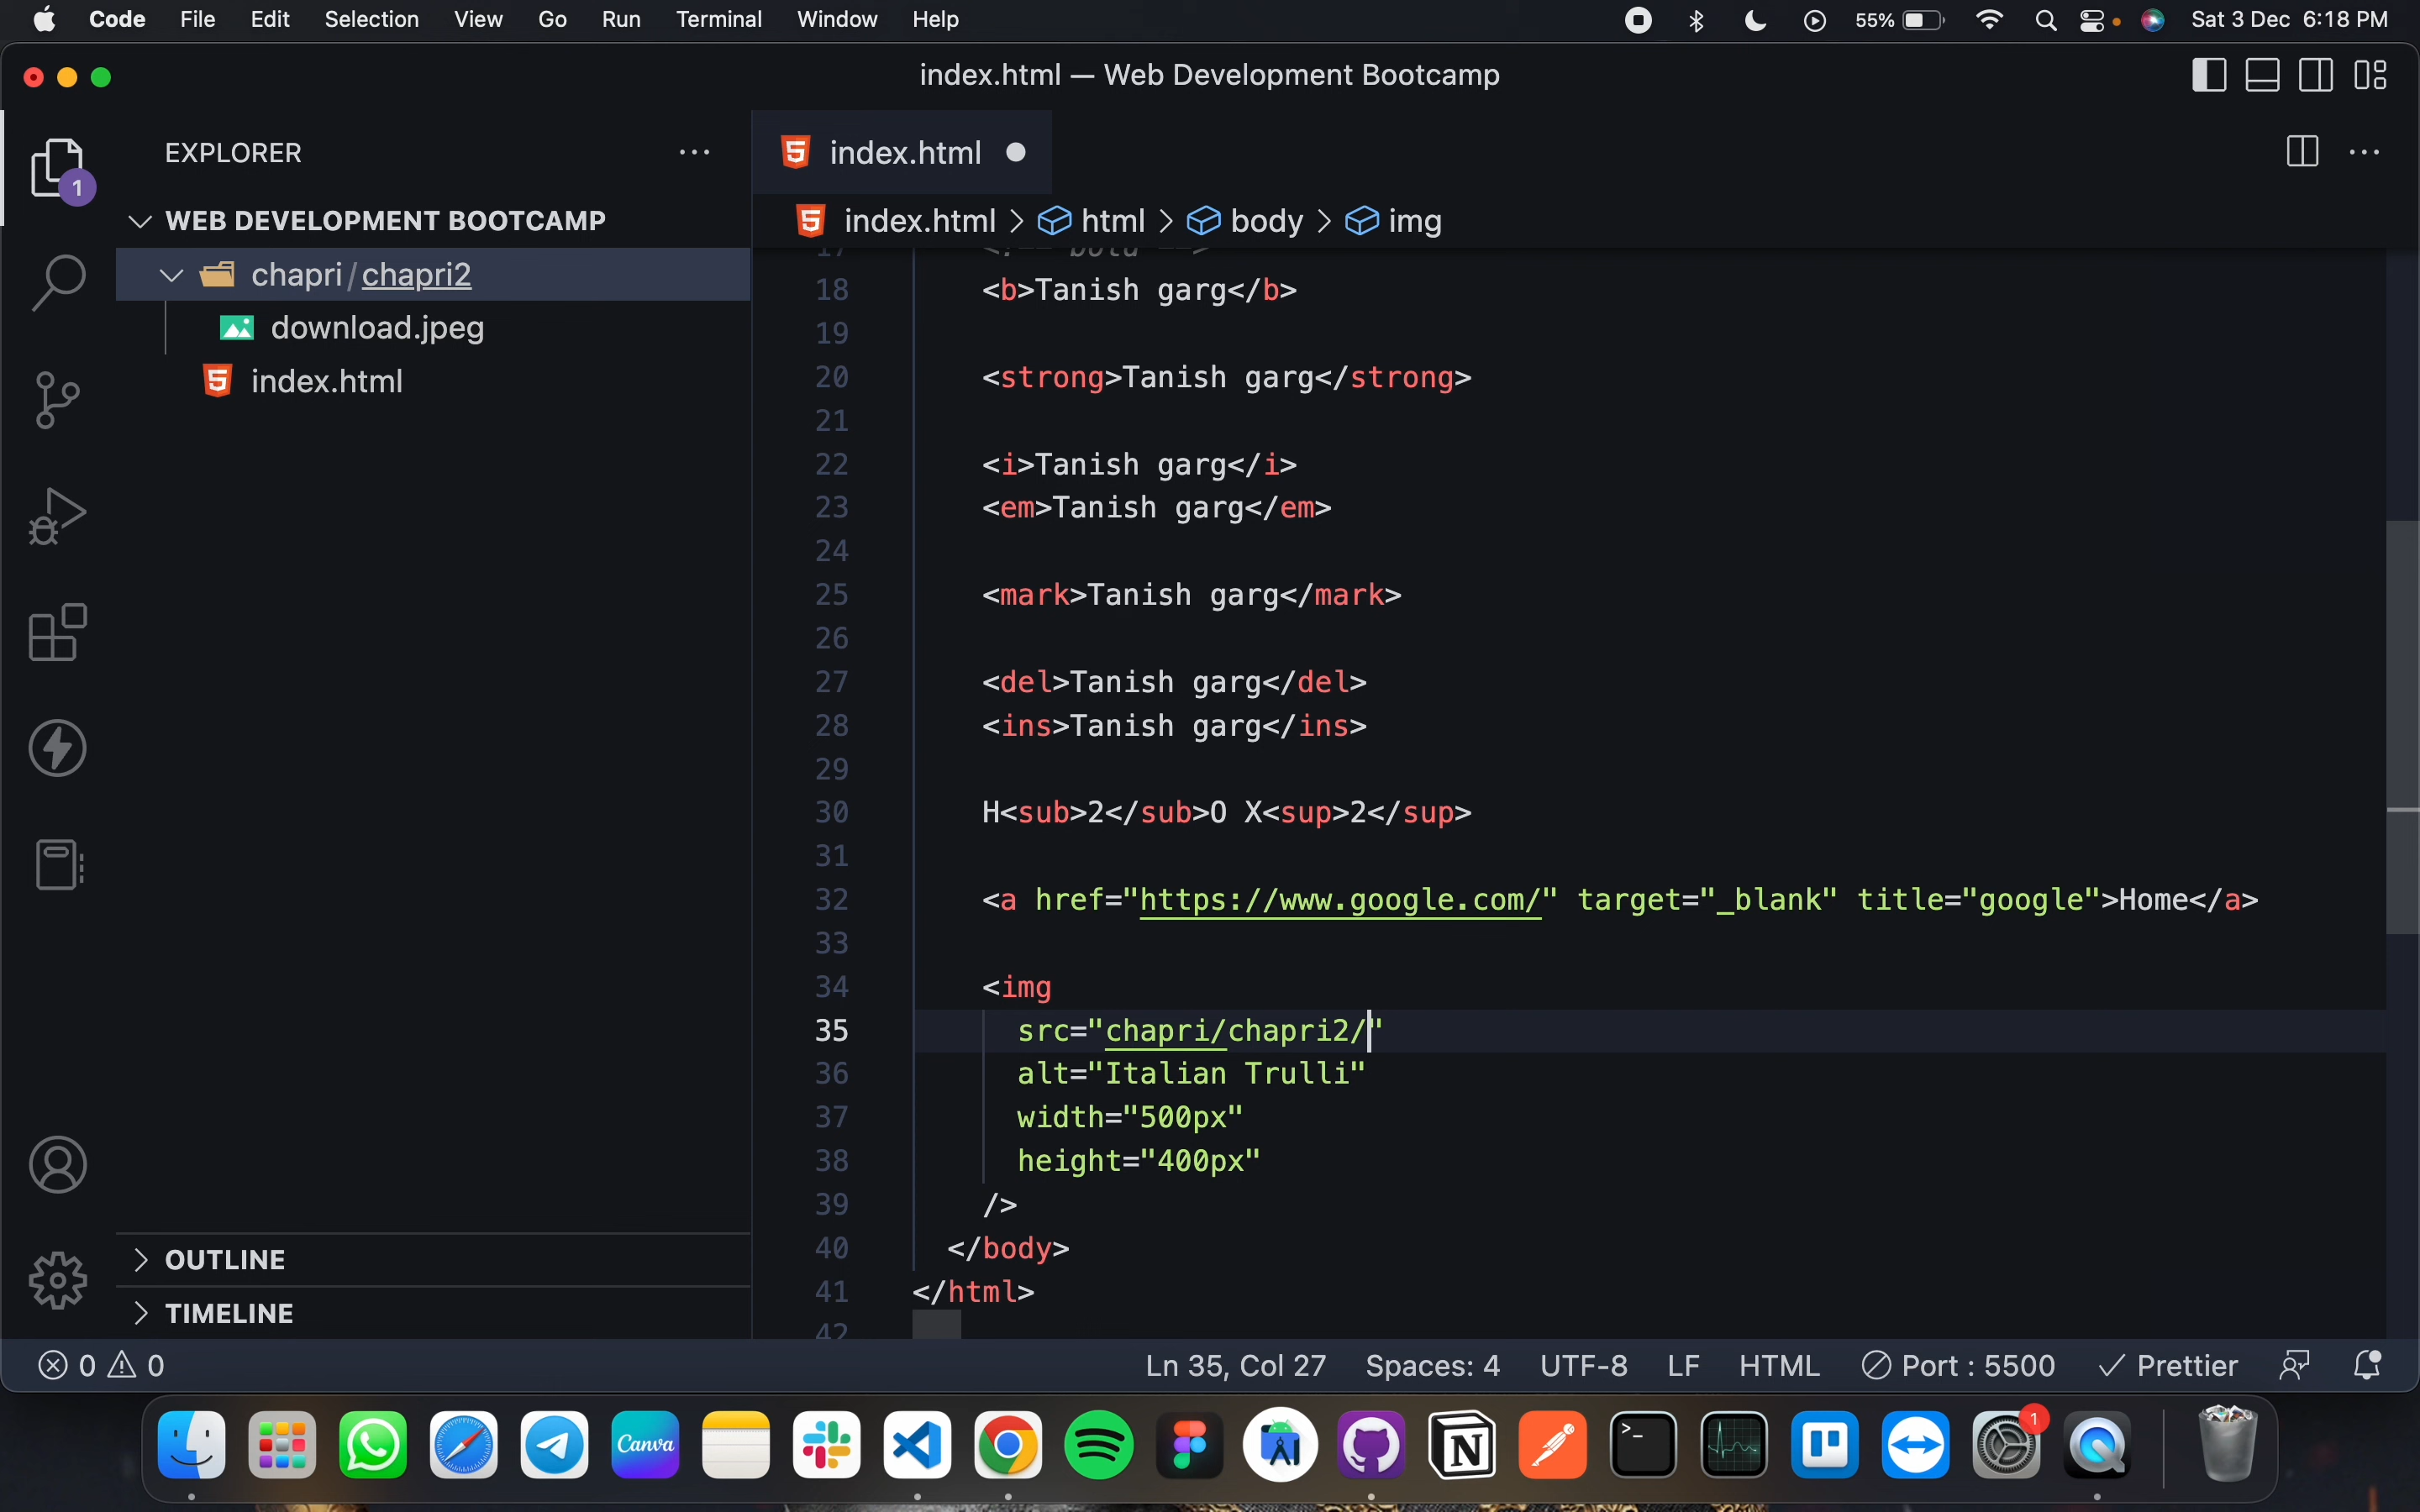 Code File Edit Selection View Go Run Terminal Window Help 55% Sat 3 Dec 6:18 PM
index.html — Web Development Bootcamp
EXPLORER
1
WEB DEVELOPMENT BOOTCAMP
chapri/chapri2
download.jpeg
index.html
OUTLINE
TIMELINE
index.html
index.html > html > body > img
17 <!-- bold -->
18 <b>Tanish garg</b>
19
20 <strong>Tanish garg</strong>
21
22 <i>Tanish garg</i>
23 <em>Tanish garg</em>
24
25 <mark>Tanish garg</mark>
26
27 <del>Tanish garg</del>
28 <ins>Tanish garg</ins>
29
30 H<sub>2</sub>O X<sup>2</sup>
31
32 <a href="https://www.google.com/" target="_blank" title="google">Home</a>
33
34 <img
35 src="chapri/chapri2/"
36 alt="Italian Trulli"
37 width="500px"
38 height="400px"
39 />
40 </body>
41 </html>
42
0 0 Ln 35, Col 27 Spaces: 4 UTF-8 LF HTML Port : 5500 Prettier
Canva
1